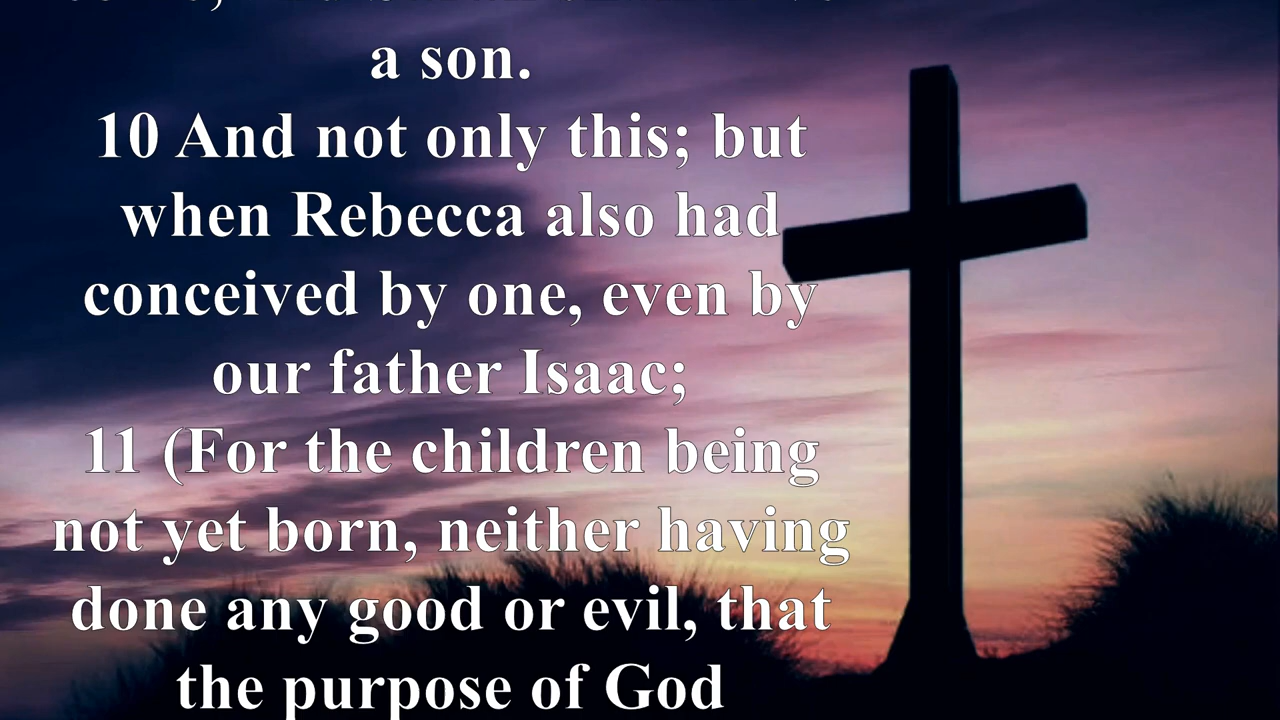 a son.
10 And not only this; but
when Rebecca also had
conceived by one, even by
our father Isaac;
11 (For the children being
not yet born, neither having
done any good or evil, that
the purpose of God